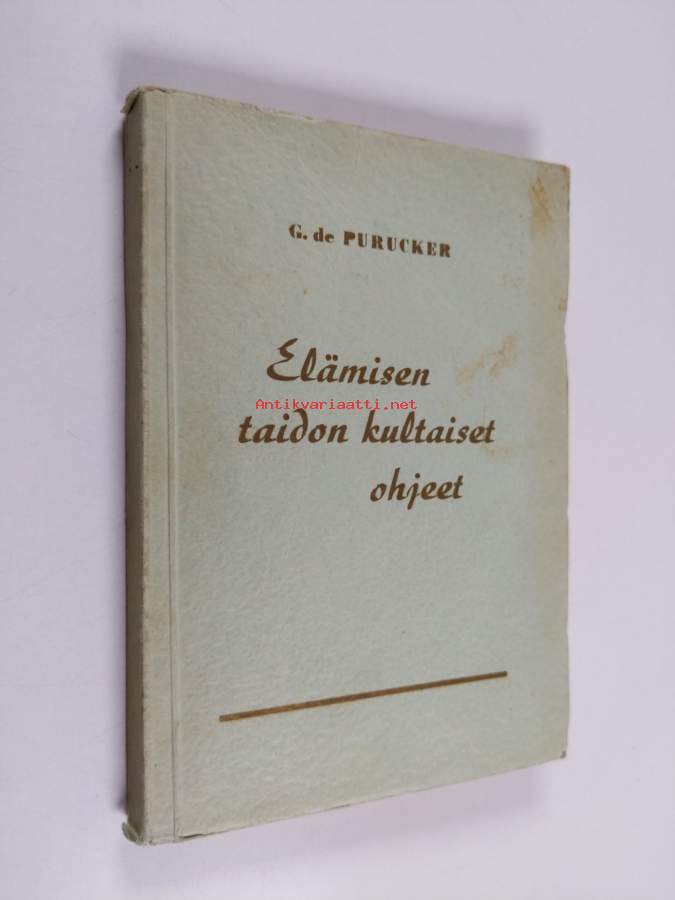 G. de PURUCKER
Elämisen
Antikvariaatti.net
taidon kultaiset
ohjeet